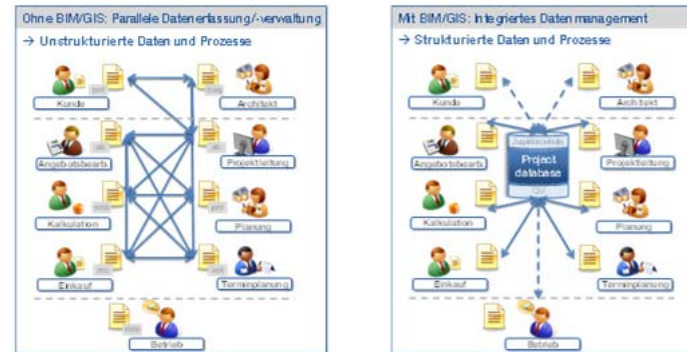 Ohne BIM/GIS: Parallele Datenerfassung/-verwaltung
→ Unstrukturierte Daten und Prozesse
Kunde
Architekt
Angebotsbearb.
Projektleitung
Kalkulation
Planung
Einkauf
Terminplanung
Betrieb
Mit BIM/GIS: Integriertes Datenmanagement
→ Strukturierte Daten und Prozesse
Kunde
Architekt
Angebotsbearb.
Project
database
Projektleitung
Kalkulation
Planung
Einkauf
Terminplanung
Betrieb